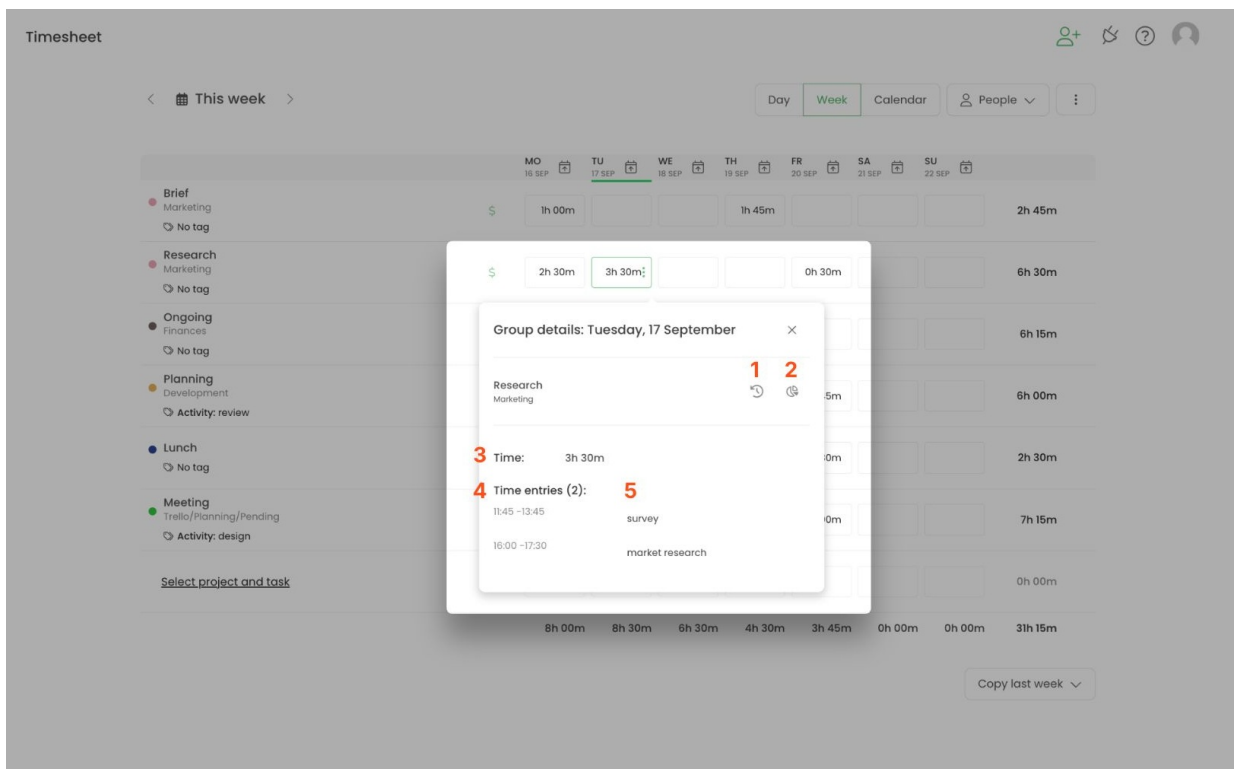 Timesheet
This week
Day Week Calendar People
MO TU WE TH FR SA SU
16 SEP 17 SEP 18 SEP 19 SEP 20 SEP 21 SEP 22 SEP
Brief
Marketing
$ 1h 00m 1h 45m 2h 45m
No tag
Research
Marketing
$ 2h 30m 3h 30m 0h 30m 6h 30m
No tag
Ongoing
Finances
6h 15m
No tag
Group details: Tuesday, 17 September
Planning
Development
5m 6h 00m
Activity: review
1 2
Research
Marketing
Lunch
No tag
0m 2h 30m
3 Time: 3h 30m
4 Time entries (2): 5
11:45 -13:45 survey
16:00 -17:30 market research
Meeting
Trello/Planning/Pending
0m 7h 15m
Activity: design
Select project and task 0h 00m
8h 00m 8h 30m 6h 30m 4h 30m 3h 45m 0h 00m 0h 00m 31h 15m
Copy last week